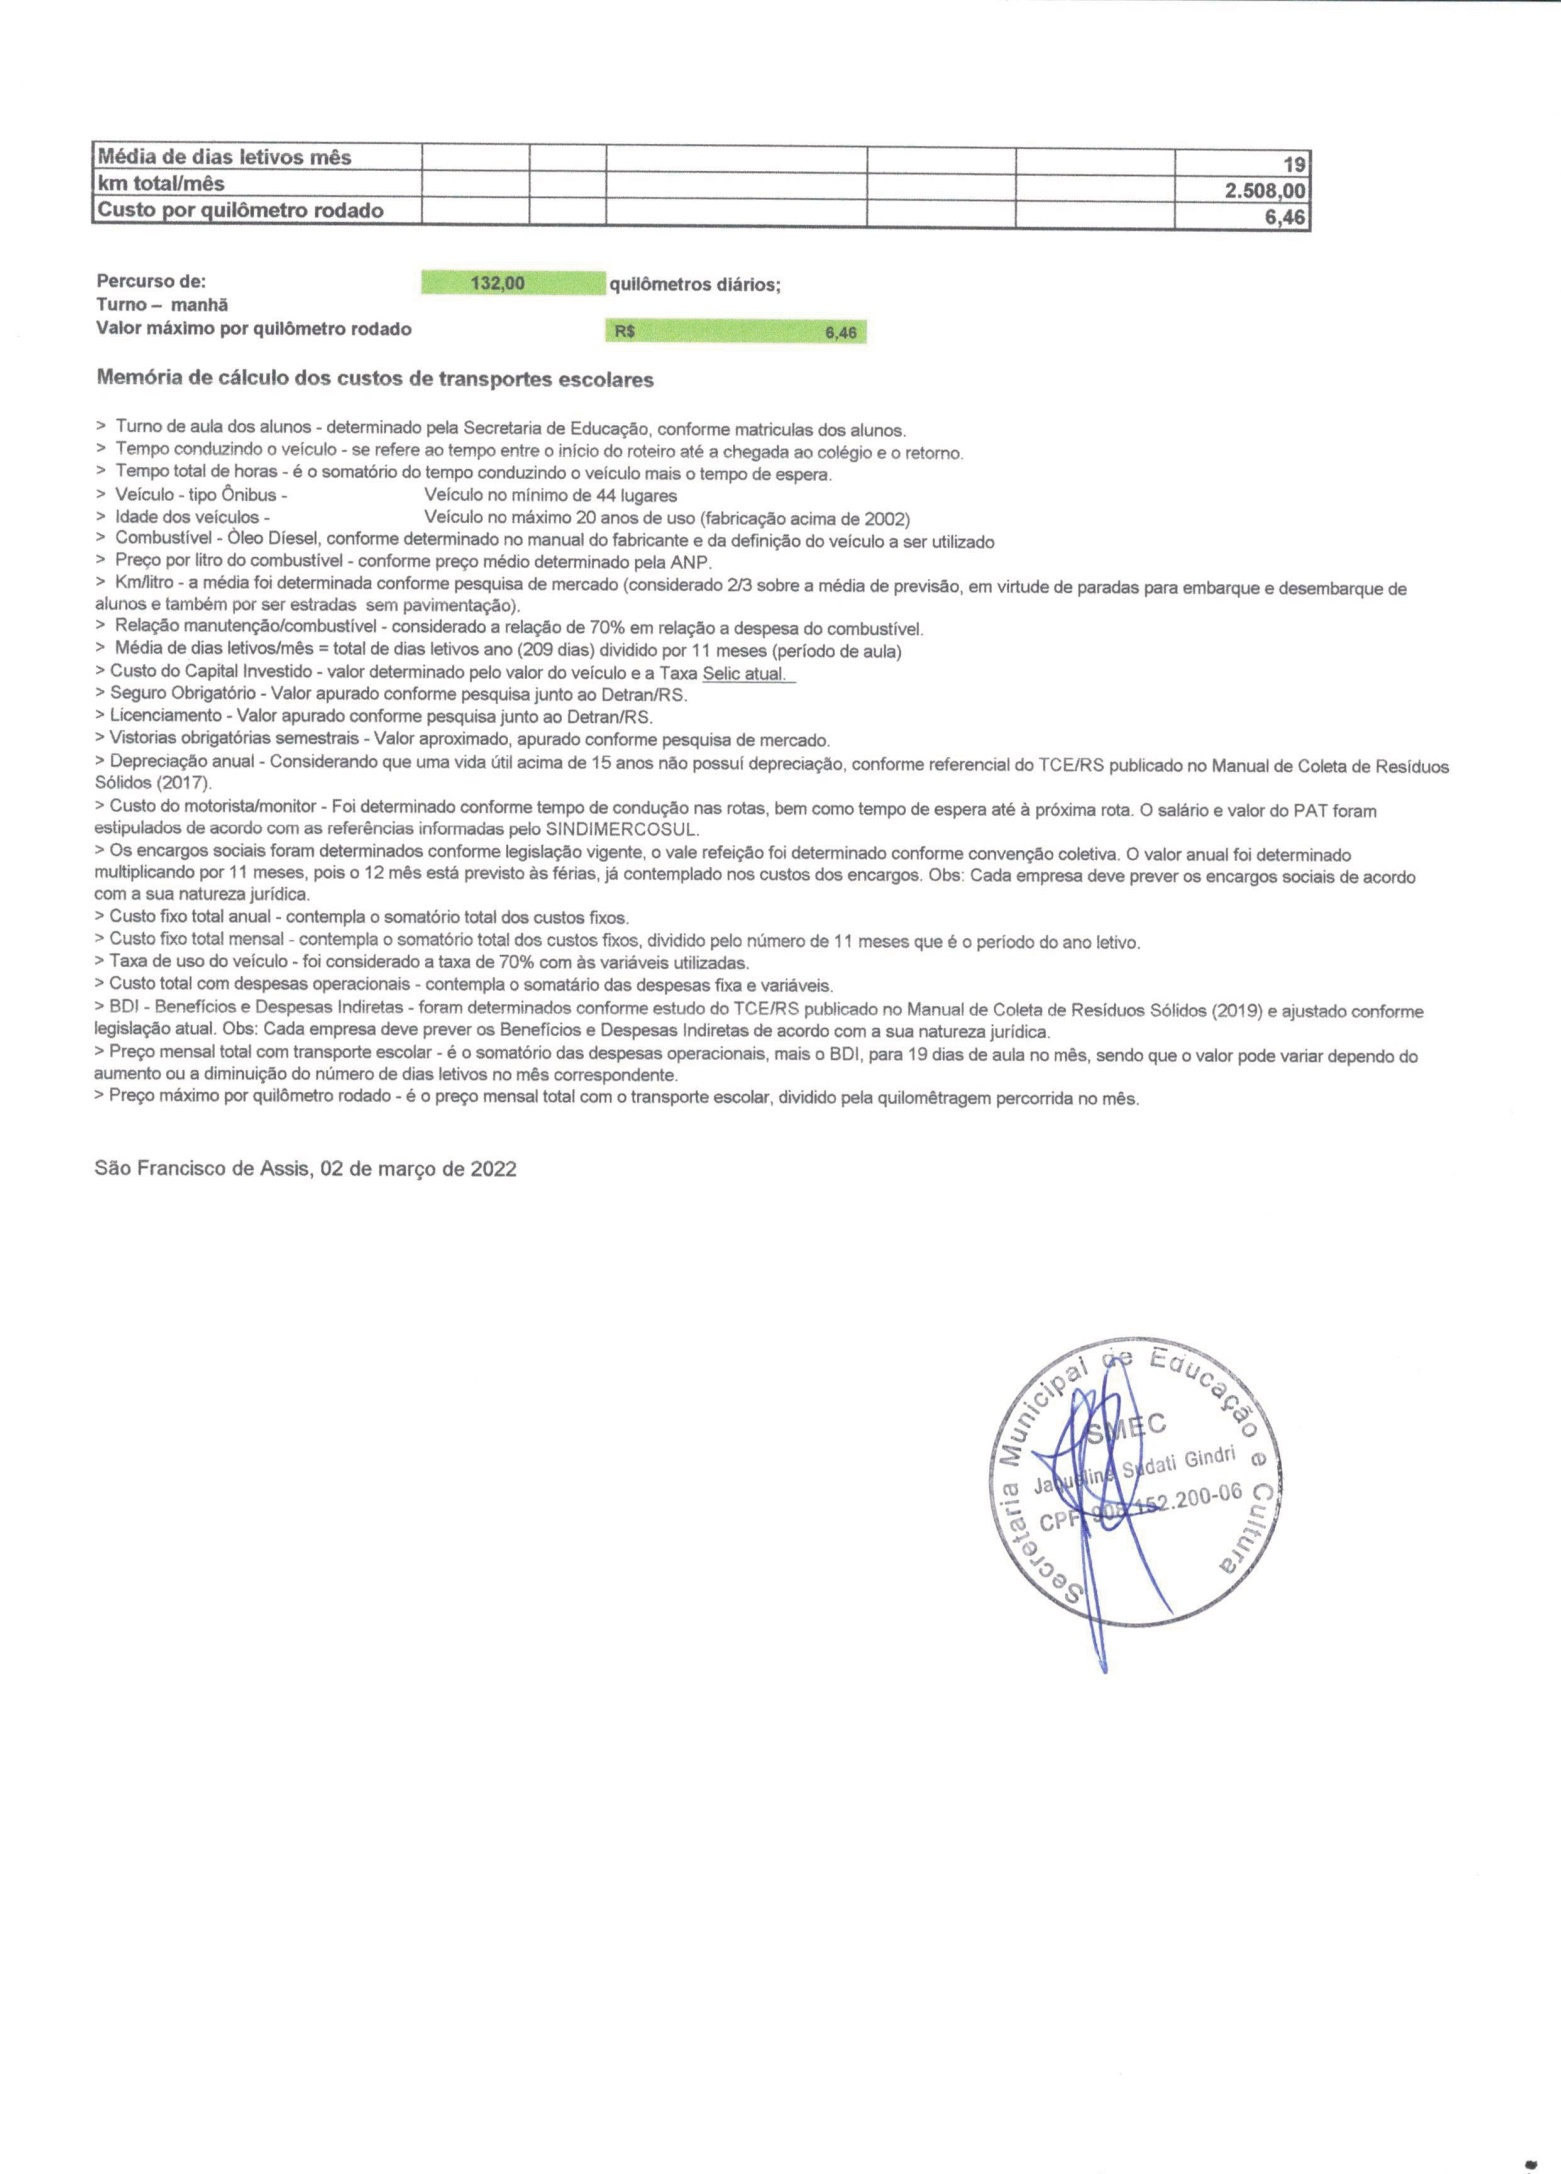 Média de dias letivos mês 19
km total/mês 2.508,00
Custo por quilômetro rodado 6,46
Percurso de: 132,00 quilômetros diários;
Turno – manhã
Valor máximo por quilômetro rodado R$ 6,46
Memória de cálculo dos custos de transportes escolares
> Turno de aula dos alunos - determinado pela Secretaria de Educação, conforme matriculas dos alunos.
> Tempo conduzindo o veículo - se refere ao tempo entre o início do roteiro até a chegada ao colégio e o retorno.
> Tempo total de horas - é o somatório do tempo conduzindo o veículo mais o tempo de espera.
> Veículo - tipo Ônibus - Veículo no mínimo de 44 lugares
> Idade dos veículos - Veículo no máximo 20 anos de uso (fabricação acima de 2002)
> Combustível - Òleo Díesel, conforme determinado no manual do fabricante e da definição do veículo a ser utilizado
> Preço por litro do combustível - conforme preço médio determinado pela ANP.
> Km/litro - a média foi determinada conforme pesquisa de mercado (considerado 2/3 sobre a média de previsão, em virtude de paradas para embarque e desembarque de
alunos e também por ser estradas sem pavimentação).
> Relação manutenção/combustível - considerado a relação de 70% em relação a despesa do combustível.
> Média de dias letivos/mês = total de dias letivos ano (209 dias) dividido por 11 meses (período de aula)
> Custo do Capital Investido - valor determinado pelo valor do veículo e a Taxa Selic atual.
> Seguro Obrigatório - Valor apurado conforme pesquisa junto ao Detran/RS.
> Licenciamento - Valor apurado conforme pesquisa junto ao Detran/RS.
> Vistorias obrigatórias semestrais - Valor aproximado, apurado conforme pesquisa de mercado.
> Depreciação anual - Considerando que uma vida útil acima de 15 anos não possuí depreciação, conforme referencial do TCE/RS publicado no Manual de Coleta de Resíduos
Sólidos (2017).
> Custo do motorista/monitor - Foi determinado conforme tempo de condução nas rotas, bem como tempo de espera até à próxima rota. O salário e valor do PAT foram
estipulados de acordo com as referências informadas pelo SINDIMERCOSUL.
> Os encargos sociais foram determinados conforme legislação vigente, o vale refeição foi determinado conforme convenção coletiva. O valor anual foi determinado
multiplicando por 11 meses, pois o 12 mês está previsto às férias, já contemplado nos custos dos encargos. Obs: Cada empresa deve prever os encargos sociais de acordo
com a sua natureza jurídica.
> Custo fixo total anual - contempla o somatório total dos custos fixos.
> Custo fixo total mensal - contempla o somatório total dos custos fixos, dividido pelo número de 11 meses que é o período do ano letivo.
> Taxa de uso do veículo - foi considerado a taxa de 70% com às variáveis utilizadas.
> Custo total com despesas operacionais - contempla o somatário das despesas fixa e variáveis.
> BDI - Benefícios e Despesas Indiretas - foram determinados conforme estudo do TCE/RS publicado no Manual de Coleta de Resíduos Sólidos (2019) e ajustado conforme
legislação atual. Obs: Cada empresa deve prever os Benefícios e Despesas Indiretas de acordo com a sua natureza jurídica.
> Preço mensal total com transporte escolar - é o somatório das despesas operacionais, mais o BDI, para 19 dias de aula no mês, sendo que o valor pode variar dependo do
aumento ou a diminuição do número de dias letivos no mês correspondente.
> Preço máximo por quilômetro rodado - é o preço mensal total com o transporte escolar, dividido pela quilomêtragem percorrida no mês.
São Francisco de Assis, 02 de março de 2022
Secretaria Municipal de Educação e Cultura
SMEC
Jaqueline Sudati Gindri
CPF 908.152.200-06